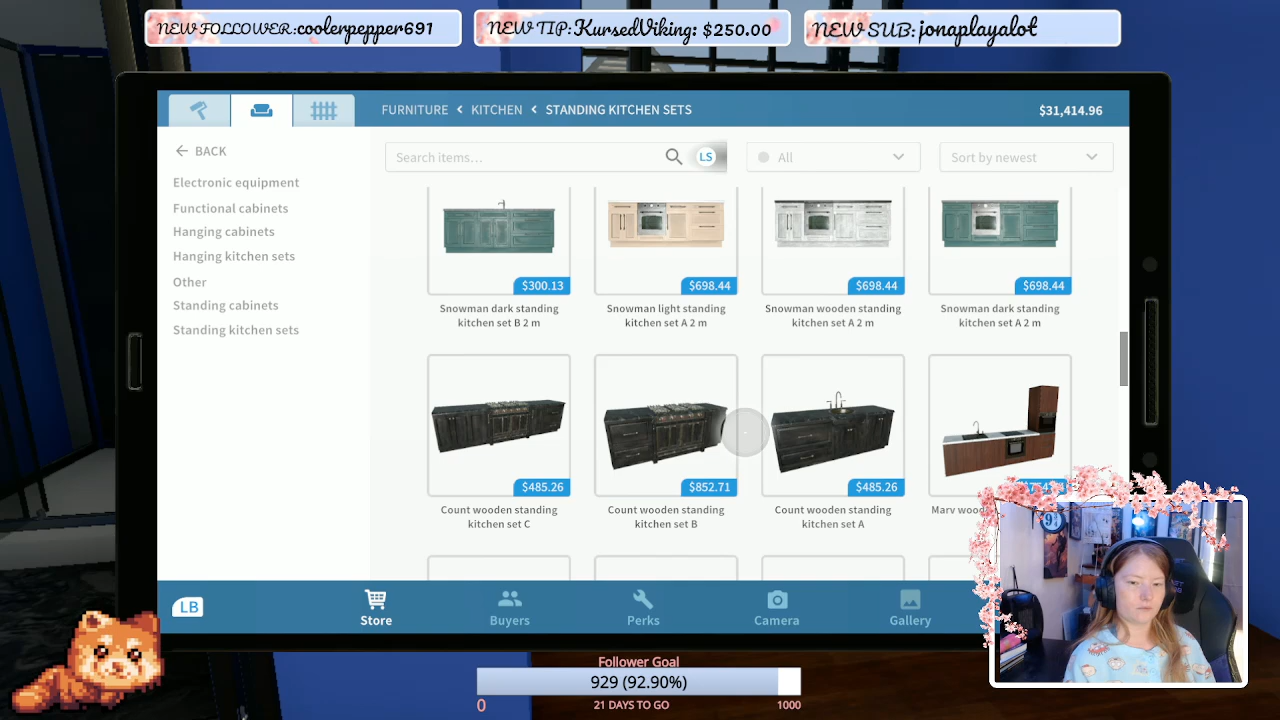 NEW FOLLOWER: coolerpepper691
NEW TIP: KursedViking: $250.00
NEW SUB: jonaplayalot
FURNITURE < KITCHEN < STANDING KITCHEN SETS
$31,414.96
BACK
Search items...
LS
All
Sort by newest
Electronic equipment
Functional cabinets
Hanging cabinets
Hanging kitchen sets
Other
Standing cabinets
Standing kitchen sets
$300.13
$698.44
$698.44
$698.44
Snowman dark standing
kitchen set B 2 m
Snowman light standing
kitchen set A 2 m
Snowman wooden standing
kitchen set A 2 m
Snowman dark standing
kitchen set A 2 m
$485.26
$852.71
$485.26
Count wooden standing
kitchen set C
Count wooden standing
kitchen set B
Count wooden standing
kitchen set A
Marv
LB
Store
Buyers
Perks
Camera
Gallery
Follower Goal
929 (92.90%)
0
21 DAYS TO GO
1000